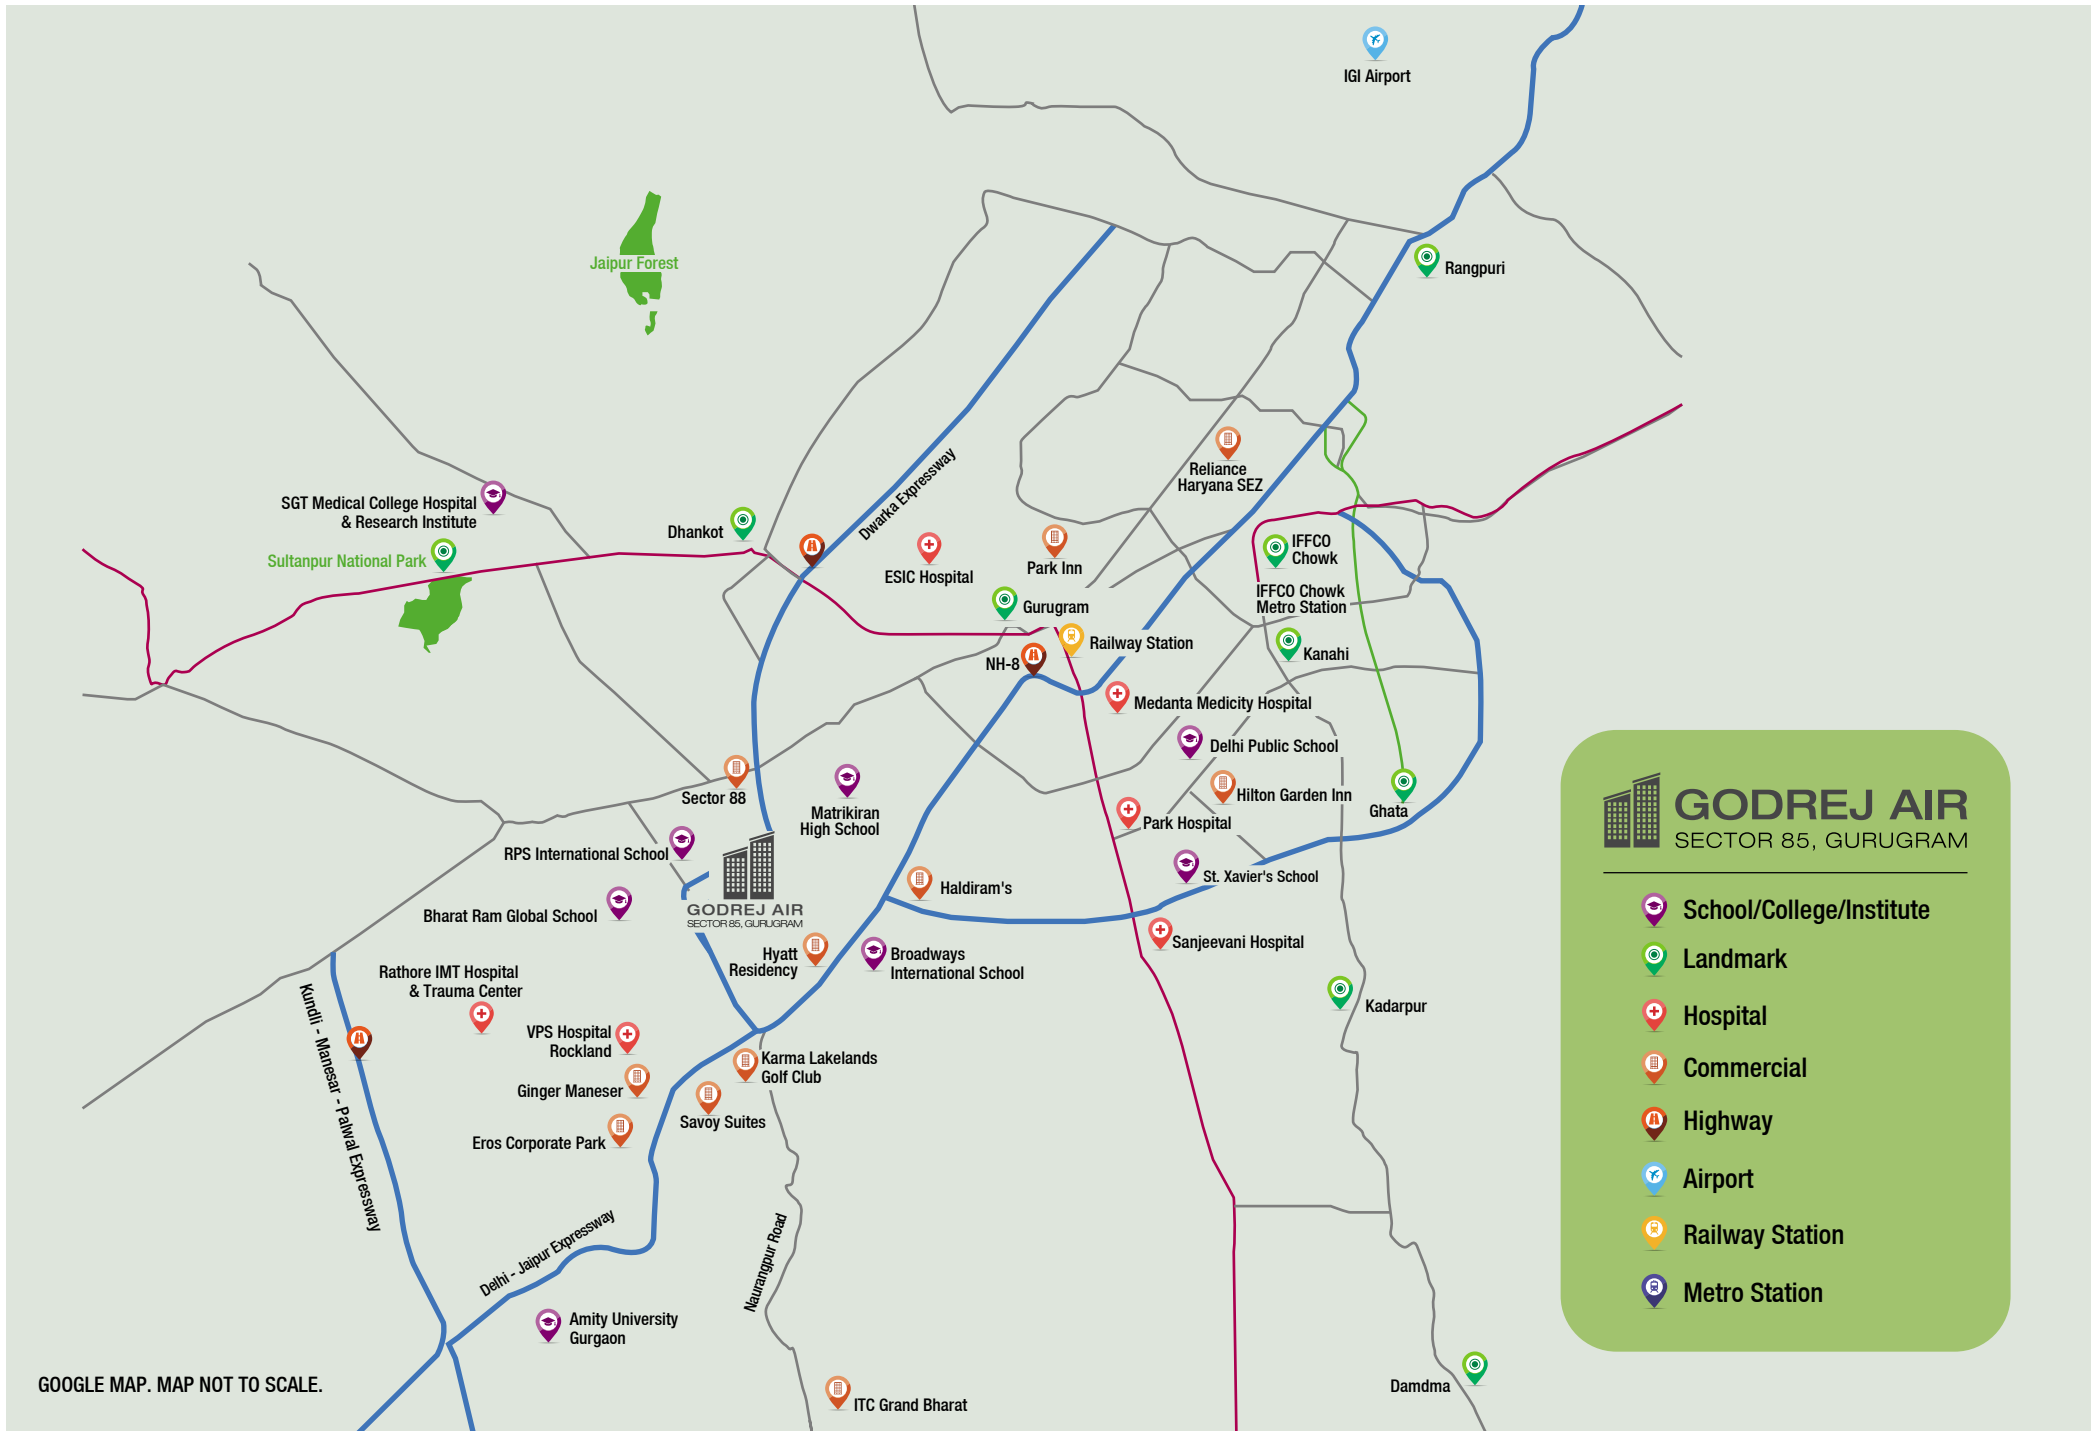 IGI Airport
Rangpuri
Jaipur Forest
Reliance
Haryana SEZ
Dwarka Expressway
SGT Medical College Hospital
& Research Institute
Dhankot
Sultanpur National Park
ESIC Hospital
Park Inn
IFFCO
Chowk
IFFCO Chowk
Metro Station
Gurugram
Railway Station
NH-8
Kanahi
Medanta Medicity Hospital
Delhi Public School
Hilton Garden Inn
Ghata
Park Hospital
Sector 88
Matrikiran
High School
RPS International School
St. Xavier's School
Haldiram's
GODREJ AIR
SECTOR 85, GURUGRAM
Bharat Ram Global School
Hyatt
Residency
Broadways
International School
Sanjeevani Hospital
Rathore IMT Hospital
& Trauma Center
Kadarpur
VPS Hospital
Rockland
Karma Lakelands
Golf Club
Ginger Maneser
Savoy Suites
Eros Corporate Park
Kundli - Manesar - Palwal Expressway
Delhi - Jaipur Expressway
Naurangpur Road
Amity University
Gurgaon
ITC Grand Bharat
Damdma
GOOGLE MAP. MAP NOT TO SCALE.
GODREJ AIR
SECTOR 85, GURUGRAM
School/College/Institute
Landmark
Hospital
Commercial
Highway
Airport
Railway Station
Metro Station